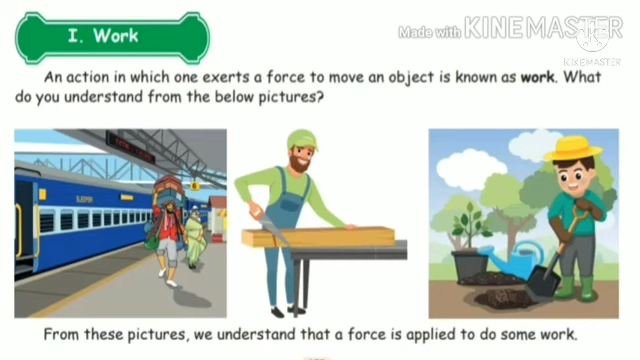 I. Work
Made with KINEMASTER
KINEMASTER
An action in which one exerts a force to move an object is known as work. What
do you understand from the below pictures?
SLEEPER
From these pictures, we understand that a force is applied to do some work.